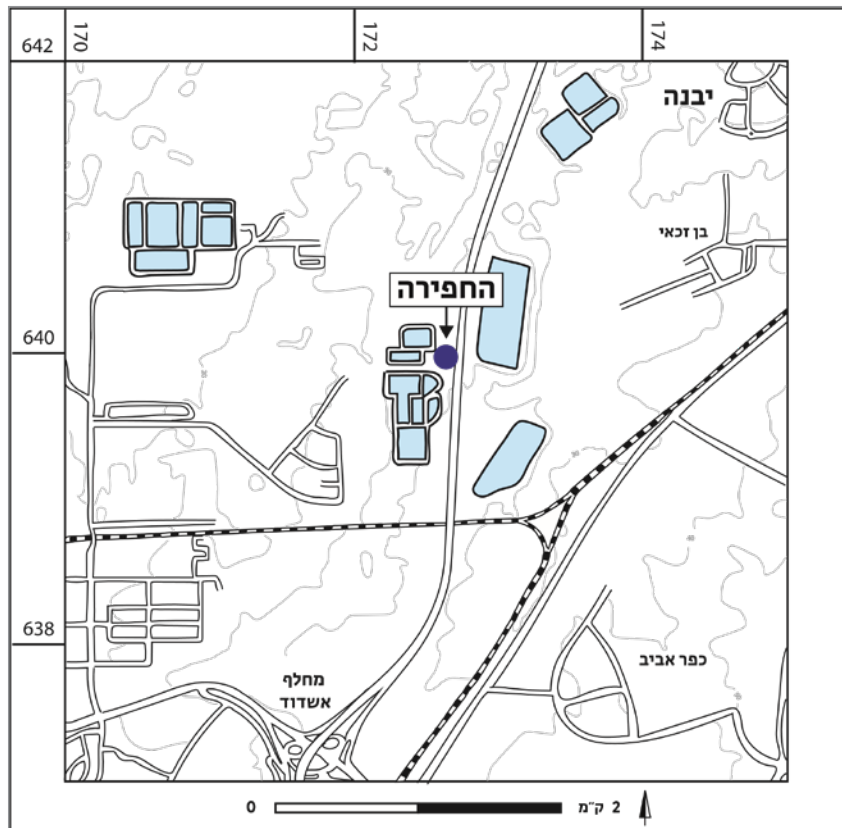 170
172
174
642
יבנה
בן זכאי
החפירה
640
638
כפר אביב
מחלף
אשדוד
0
2 ק״מ